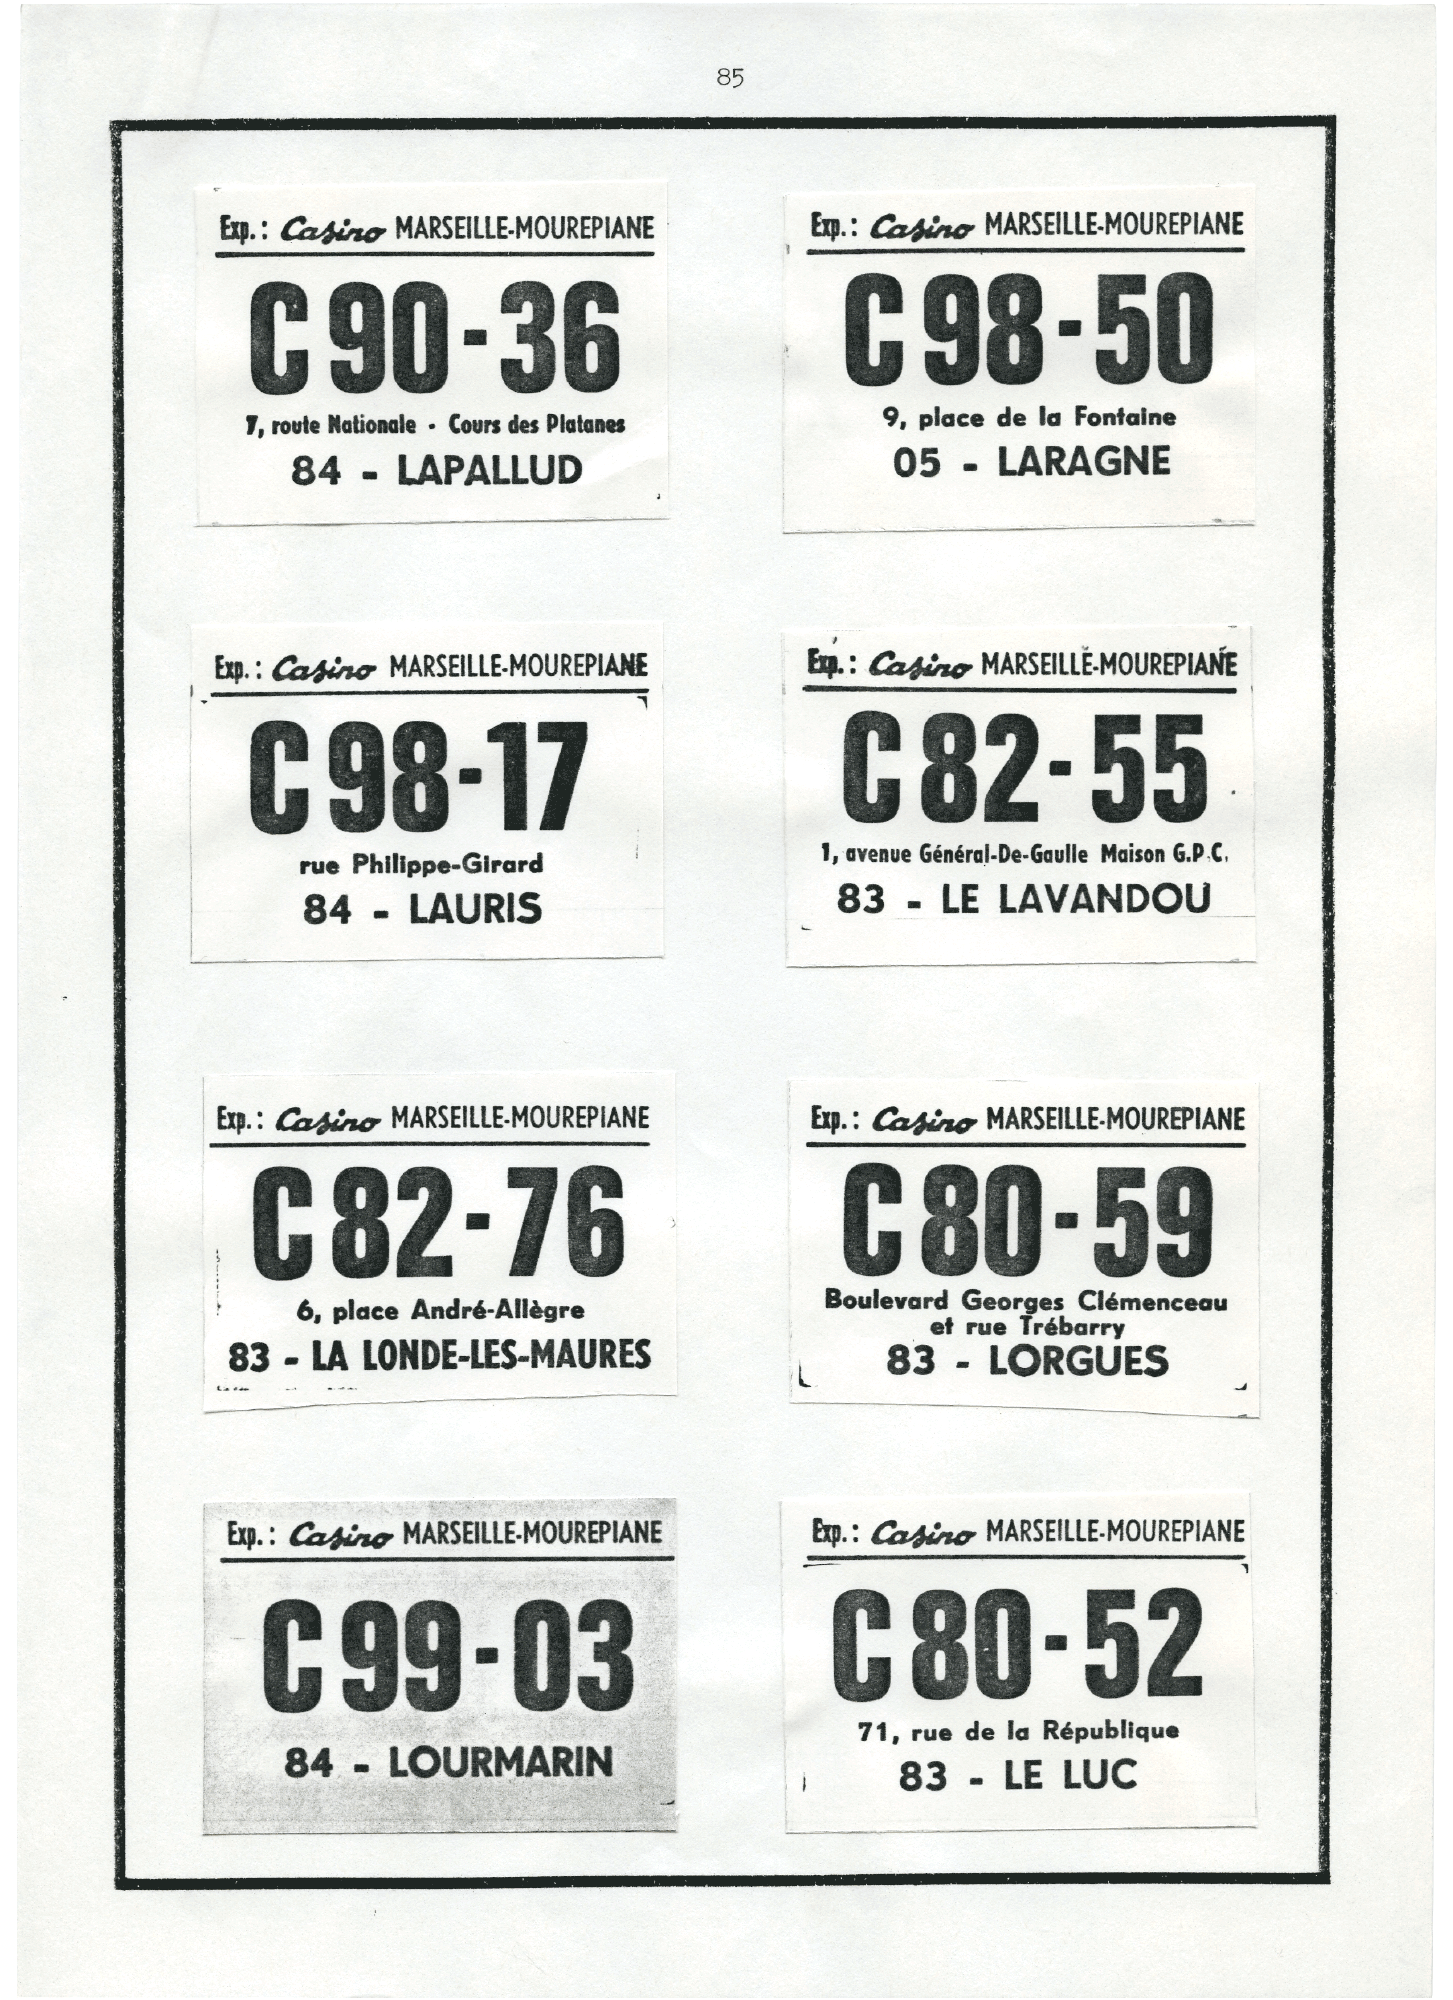 85
Exp.: Casino MARSEILLE-MOUREPIANE
C 90-36
7, route Nationale - Cours des Platanes
84 - LAPALLUD
Exp.: Casino MARSEILLE-MOUREPIANE
C 98-50
9, place de la Fontaine
05 - LARAGNE
Exp.: Casino MARSEILLE-MOUREPIANE
C 98-17
rue Philippe-Girard
84 - LAURIS
Exp.: Casino MARSEILLE-MOUREPIANE
C 82-55
1, avenue Général-De-Gaulle Maison G.P.C.
83 - LE LAVANDOU
Exp.: Casino MARSEILLE-MOUREPIANE
C 82-76
6, place André-Allègre
83 - LA LONDE-LES-MAURES
Exp.: Casino MARSEILLE-MOUREPIANE
C 80-59
Boulevard Georges Clémenceau
et rue Trébarry
83 - LORGUES
Exp.: Casino MARSEILLE-MOUREPIANE
C 99-03
84 - LOURMARIN
Exp.: Casino MARSEILLE-MOUREPIANE
C 80-52
71, rue de la République
83 - LE LUC